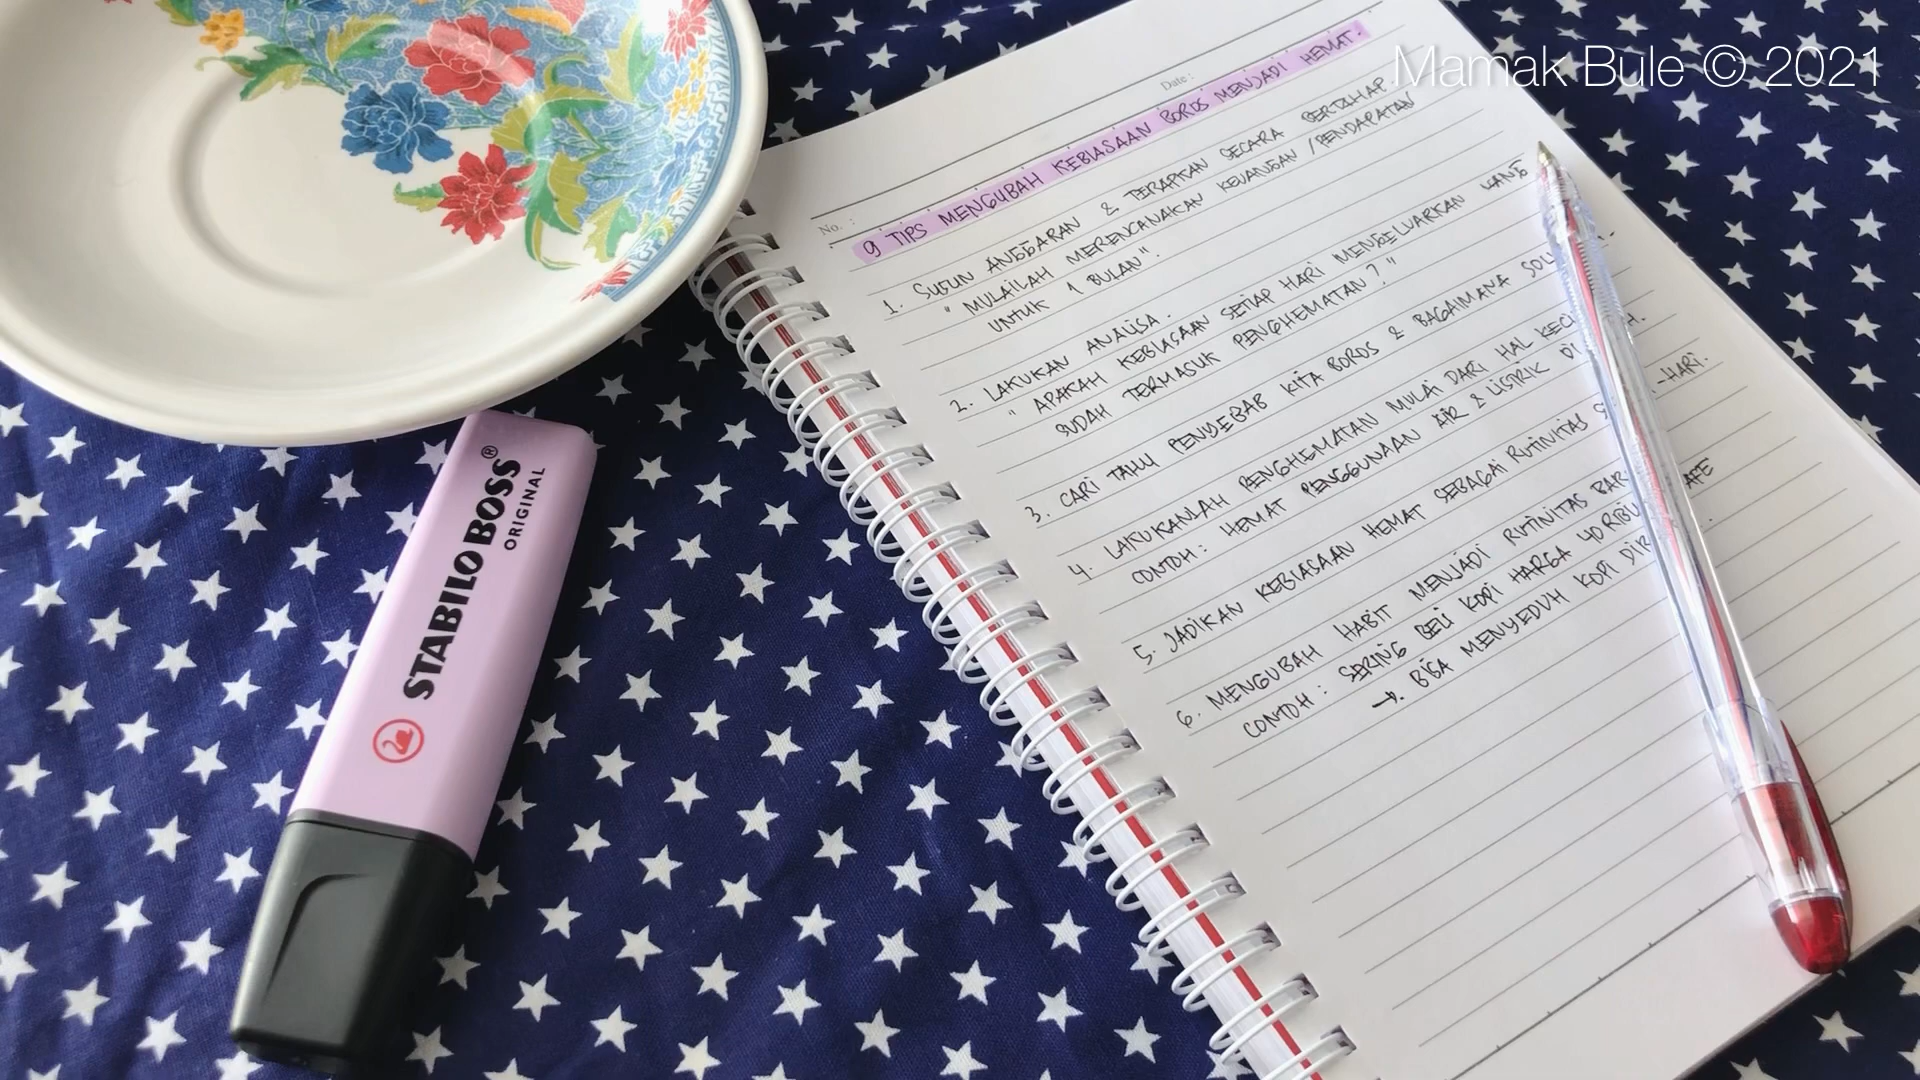 Mamak Bule © 2021
Date :
No. :
9 TIPS MENGUBAH KEBIASAAN BOROS MENJADI HEMAT.
1. SUSUN ANGGARAN & TERAPKAN SECARA BERTAHAP
" MULAILAH MERENCANAKAN KEUANGAN / PENDAPATAN
UNTUK 1 BULAN ".
2. LAKUKAN ANALISA.
" APAKAH KEBIASAAN SETIAP HARI MENGELUARKAN UANG
SUDAH TERMASUK PENGHEMATAN ? "
3. CARI TAHU PENYEBAB KITA BOROS & BAGAIMANA
4. LAKUKANLAH PENGHEMATAN MULAI DARI HAL
CONTOH : HEMAT PENGGUNAAN AIR & LISTRIK
5. JADIKAN KEBIASAAN HEMAT SEBAGAI RUTINITAS -HARI.
6. MENGUBAH HABIT MENJADI RUTINITAS
CONTOH : SERING BELI KOPI HARGA 40 RIBU
→. BISA MENYEDUH KOPI
STABILO BOSS®
ORIGINAL